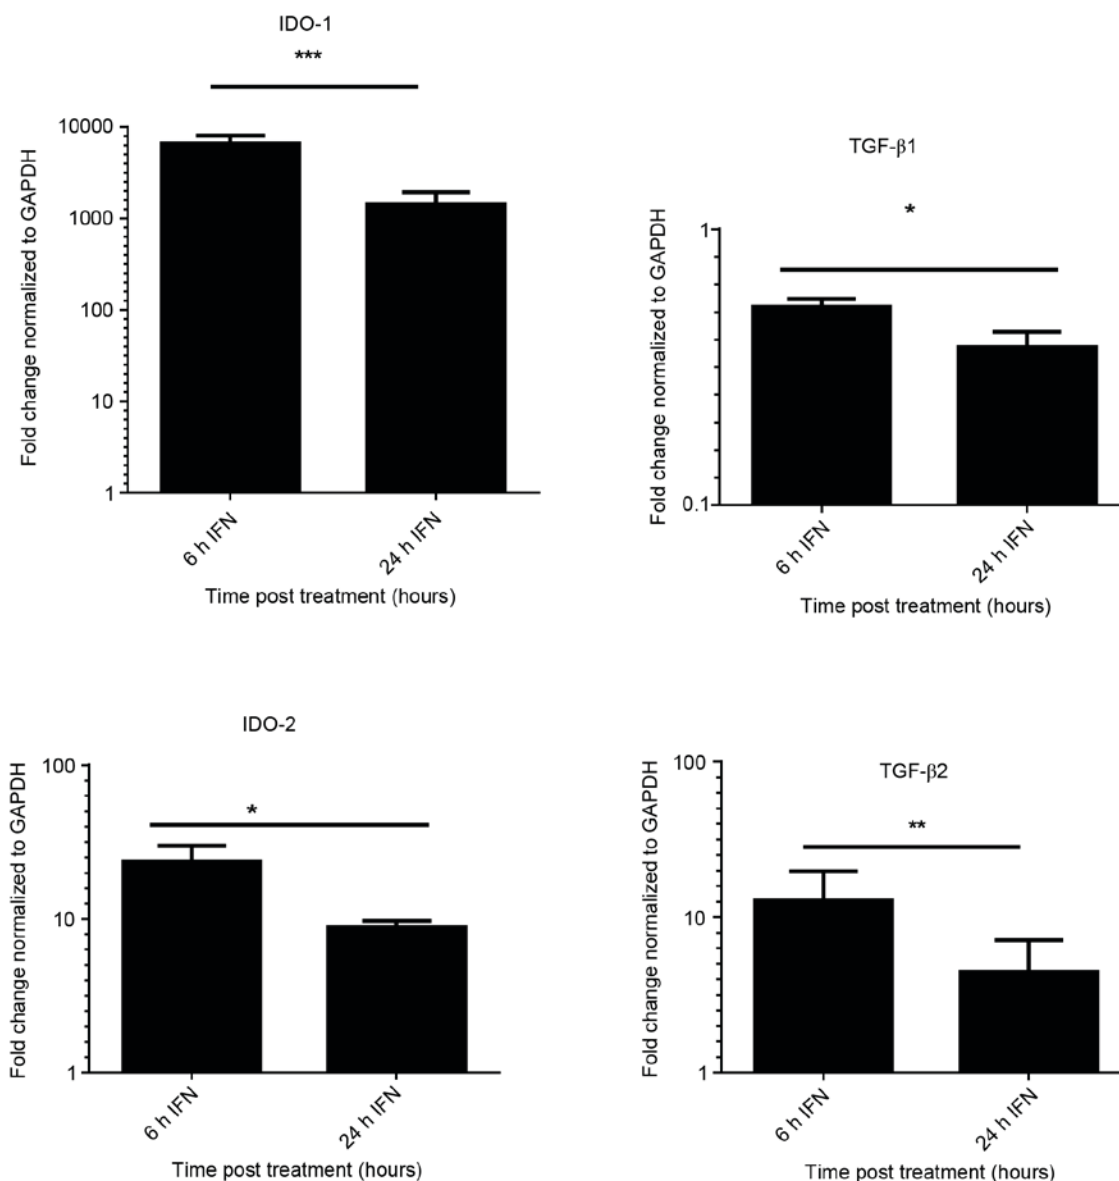 IDO-1
***
Fold change normalized to GAPDH
10000
1000
100
10
1
6 h IFN
24 h IFN
Time post treatment (hours)
TGF-β1
*
Fold change normalized to GAPDH
1
0.1
6 h IFN
24 h IFN
Time post treatment (hours)
IDO-2
*
Fold change normalized to GAPDH
100
10
1
6 h IFN
24 h IFN
Time post treatment (hours)
TGF-β2
**
Fold change normalized to GAPDH
100
10
1
6 h IFN
24 h IFN
Time post treatment (hours)